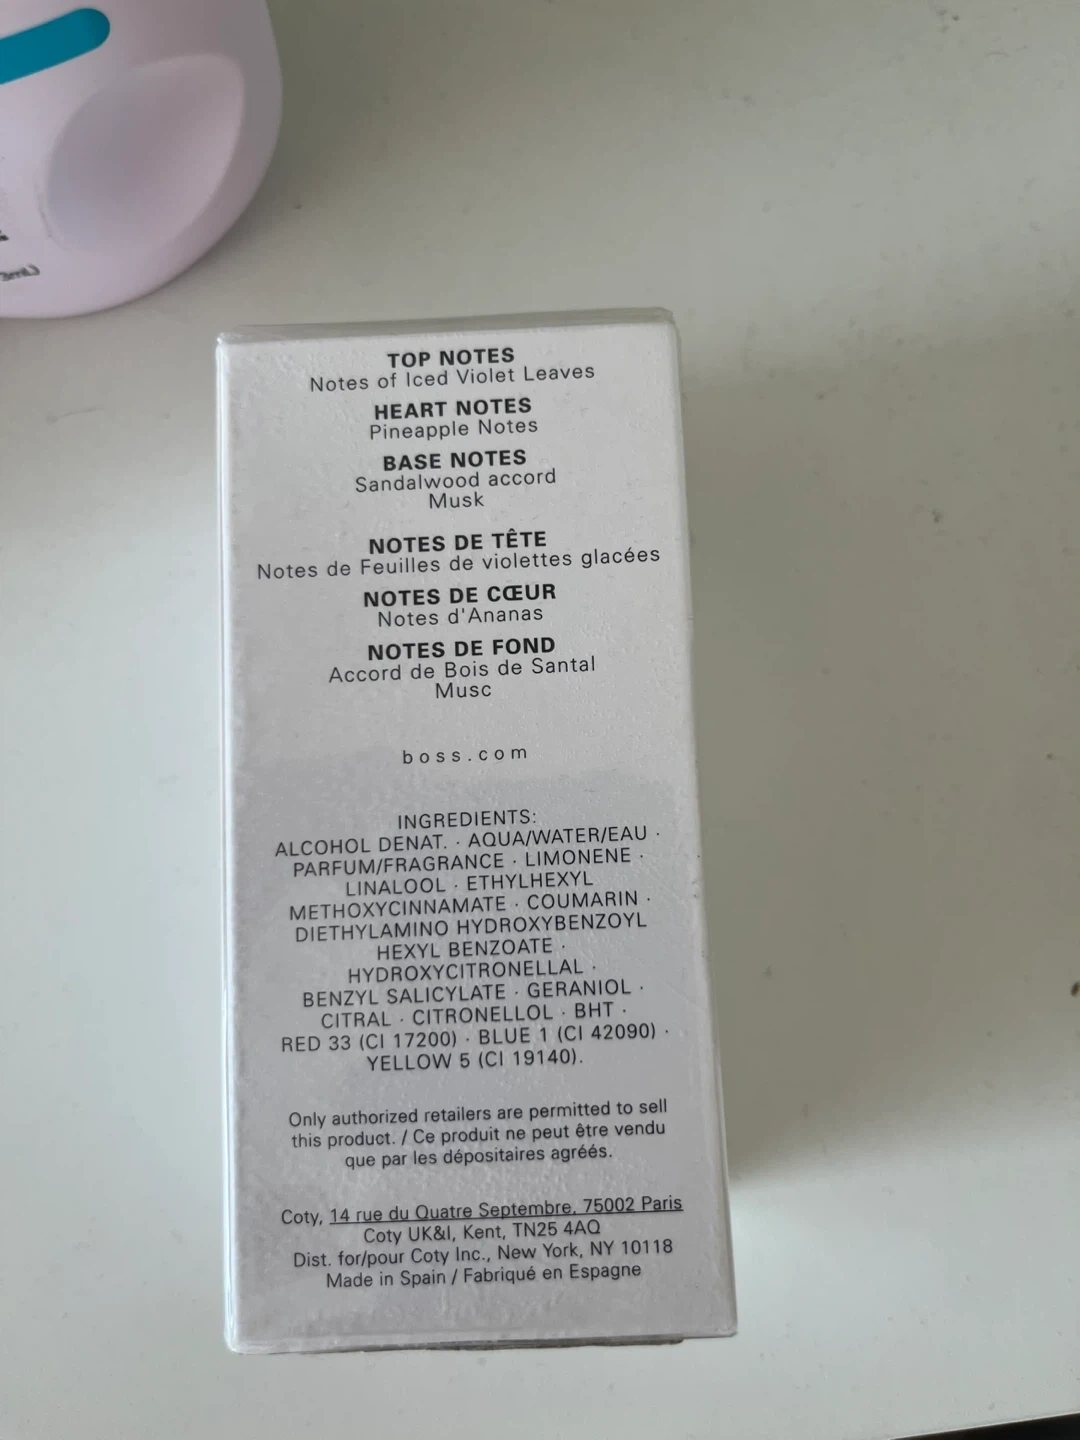 3mL)
TOP NOTES
Notes of Iced Violet Leaves
HEART NOTES
Pineapple Notes
BASE NOTES
Sandalwood accord
Musk
NOTES DE TÊTE
Notes de Feuilles de violettes glacées
NOTES DE CŒUR
Notes d'Ananas
NOTES DE FOND
Accord de Bois de Santal
Musc
boss.com
INGREDIENTS:
ALCOHOL DENAT. · AQUA/WATER/EAU ·
PARFUM/FRAGRANCE · LIMONENE ·
LINALOOL · ETHYLHEXYL
METHOXYCINNAMATE · COUMARIN ·
DIETHYLAMINO HYDROXYBENZOYL
HEXYL BENZOATE ·
HYDROXYCITRONELLAL ·
BENZYL SALICYLATE · GERANIOL ·
CITRAL · CITRONELLOL · BHT ·
RED 33 (CI 17200) · BLUE 1 (CI 42090) ·
YELLOW 5 (CI 19140).
Only authorized retailers are permitted to sell
this product. / Ce produit ne peut être vendu
que par les dépositaires agréés.
Coty, 14 rue du Quatre Septembre, 75002 Paris
Coty UK&I, Kent, TN25 4AQ
Dist. for/pour Coty Inc., New York, NY 10118
Made in Spain / Fabriqué en Espagne